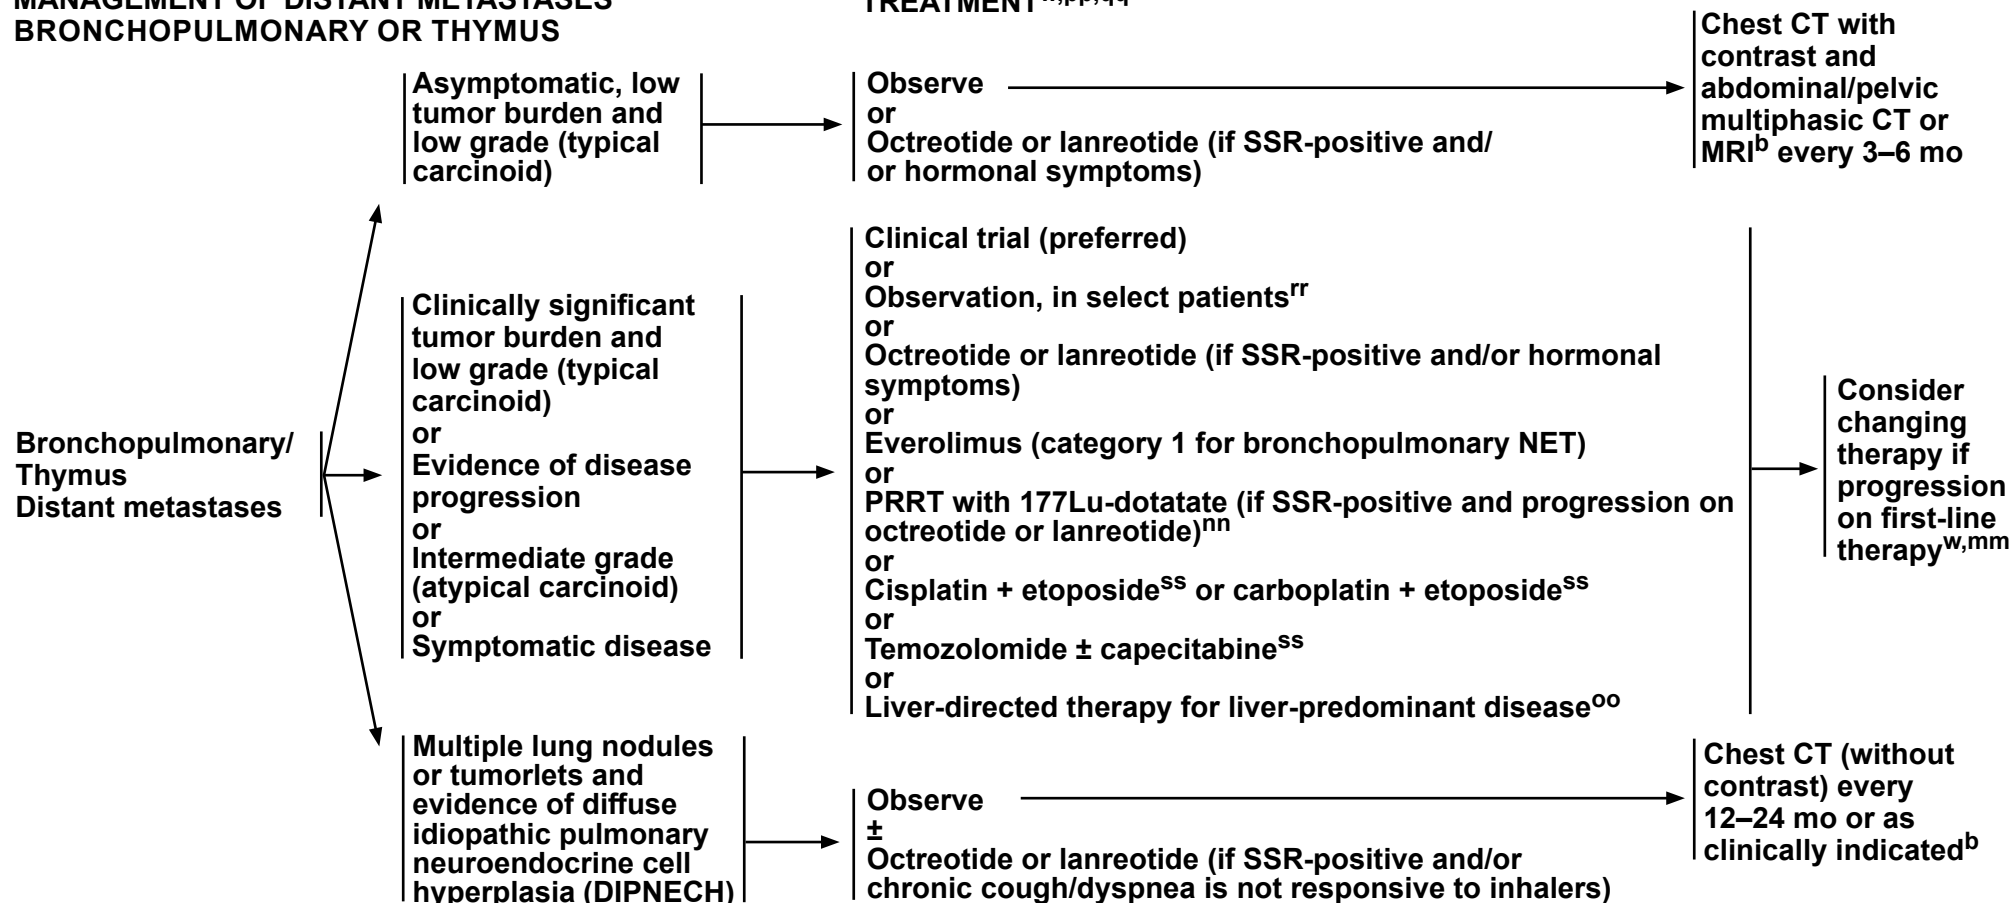 MANAGEMENT OF DISTANT METASTASES
BRONCHOPULMONARY OR THYMUS
TREATMENT
Asymptomatic, low
tumor burden and
low grade (typical
carcinoid)
Observe
or
Octreotide or lanreotide (if SSR-positive and/
or hormonal symptoms)
Chest CT with
contrast and
abdominal/pelvic
multiphasic CT or
MRIb every 3–6 mo
Bronchopulmonary/
Thymus
Distant metastases
Clinically significant
tumor burden and
low grade (typical
carcinoid)
or
Evidence of disease
progression
or
Intermediate grade
(atypical carcinoid)
or
Symptomatic disease
Clinical trial (preferred)
or
Observation, in select patientsrr
or
Octreotide or lanreotide (if SSR-positive and/or hormonal
symptoms)
or
Everolimus (category 1 for bronchopulmonary NET)
or
PRRT with 177Lu-dotatate (if SSR-positive and progression on
octreotide or lanreotide)nn
or
Cisplatin + etoposidess or carboplatin + etoposidess
or
Temozolomide ± capecitabiness
or
Liver-directed therapy for liver-predominant diseaseoo
Consider
changing
therapy if
progression
on first-line
therapyw,mm
Multiple lung nodules
or tumorlets and
evidence of diffuse
idiopathic pulmonary
neuroendocrine cell
hyperplasia (DIPNECH)
Observe
±
Octreotide or lanreotide (if SSR-positive and/or
chronic cough/dyspnea is not responsive to inhalers)
Chest CT (without
contrast) every
12–24 mo or as
clinically indicatedb